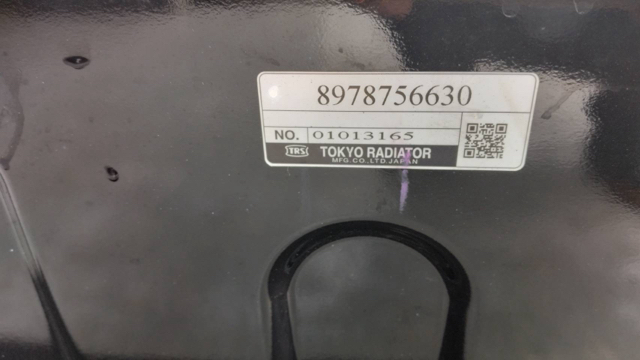 8978756630
NO. 01013165
TRS TOKYO RADIATOR
MFG.CO.,LTD.JAPAN